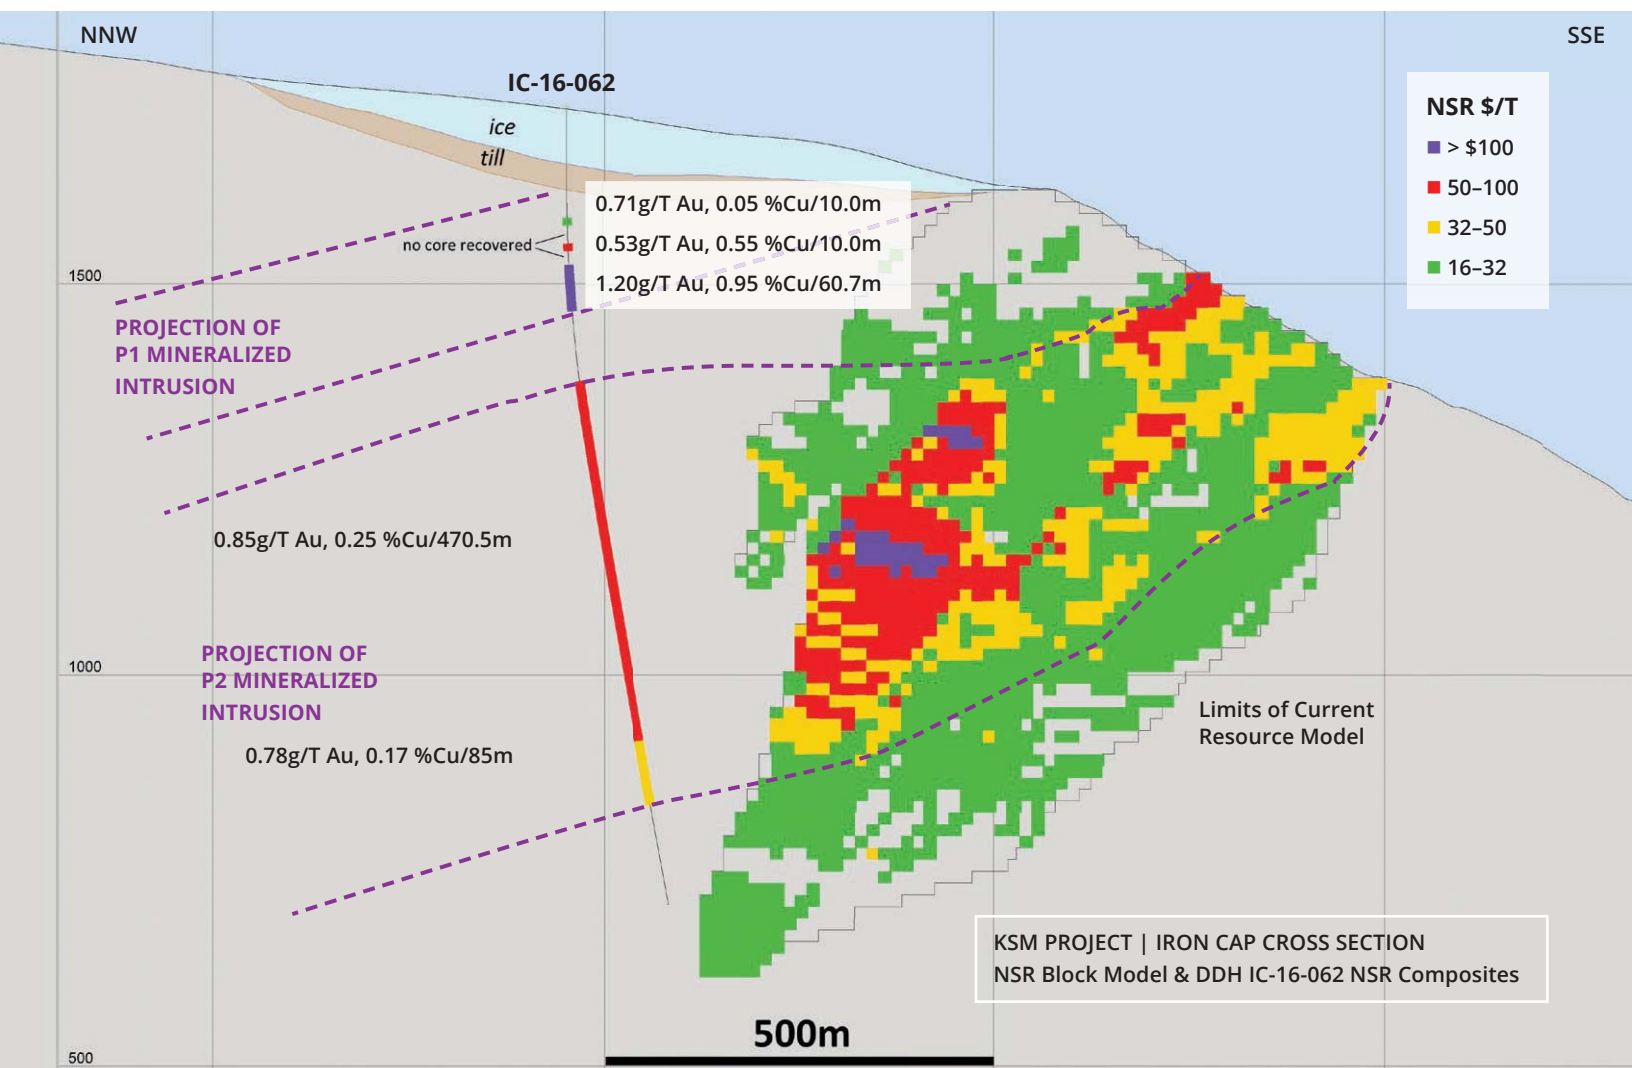 NNW
SSE
IC-16-062
ice
till
NSR $/T
> $100
50–100
32–50
16–32
0.71g/T Au, 0.05 %Cu/10.0m
no core recovered
0.53g/T Au, 0.55 %Cu/10.0m
1.20g/T Au, 0.95 %Cu/60.7m
1500
PROJECTION OF
P1 MINERALIZED
INTRUSION
0.85g/T Au, 0.25 %Cu/470.5m
1000
PROJECTION OF
P2 MINERALIZED
INTRUSION
0.78g/T Au, 0.17 %Cu/85m
Limits of Current
Resource Model
KSM PROJECT | IRON CAP CROSS SECTION
NSR Block Model & DDH IC-16-062 NSR Composites
500m
500